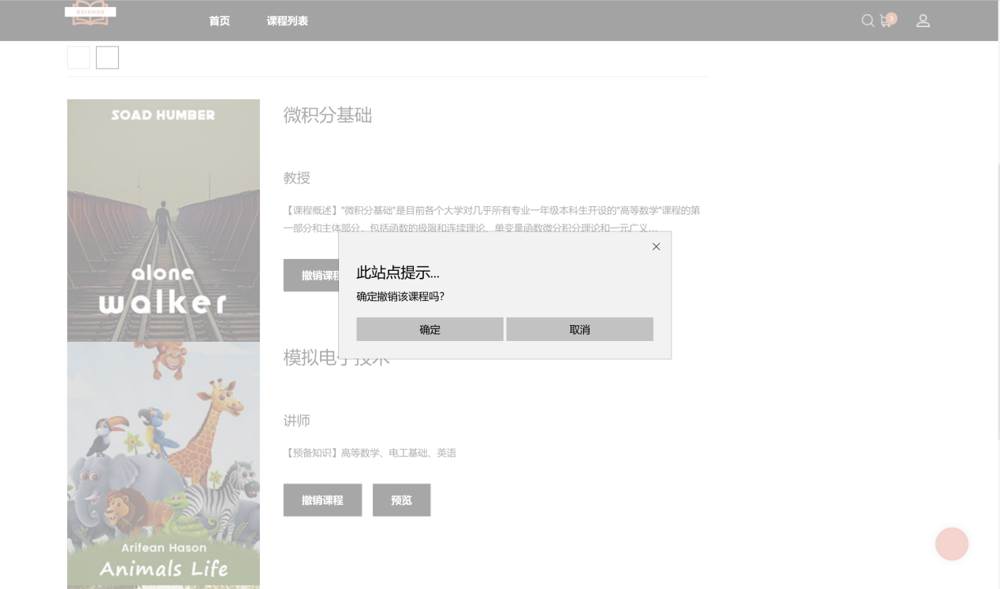 BOIGHOR
首页
课程列表
3
SOAD HUMBER
alone
walker
微积分基础
教授
【课程概述】"微积分基础"是目前各个大学对几乎所有专业一年级本科生开设的"高等数学"课程的第
一部分和主体部分，包括函数的极限和连续理论、单变量函数微分积分理论和一元广义...
撤销课程
此站点提示...
确定撤销该课程吗?
确定
取消
模拟电子技术
讲师
【预备知识】高等数学、电工基础、英语
撤销课程
预览
Arifean Hason
Animals Life